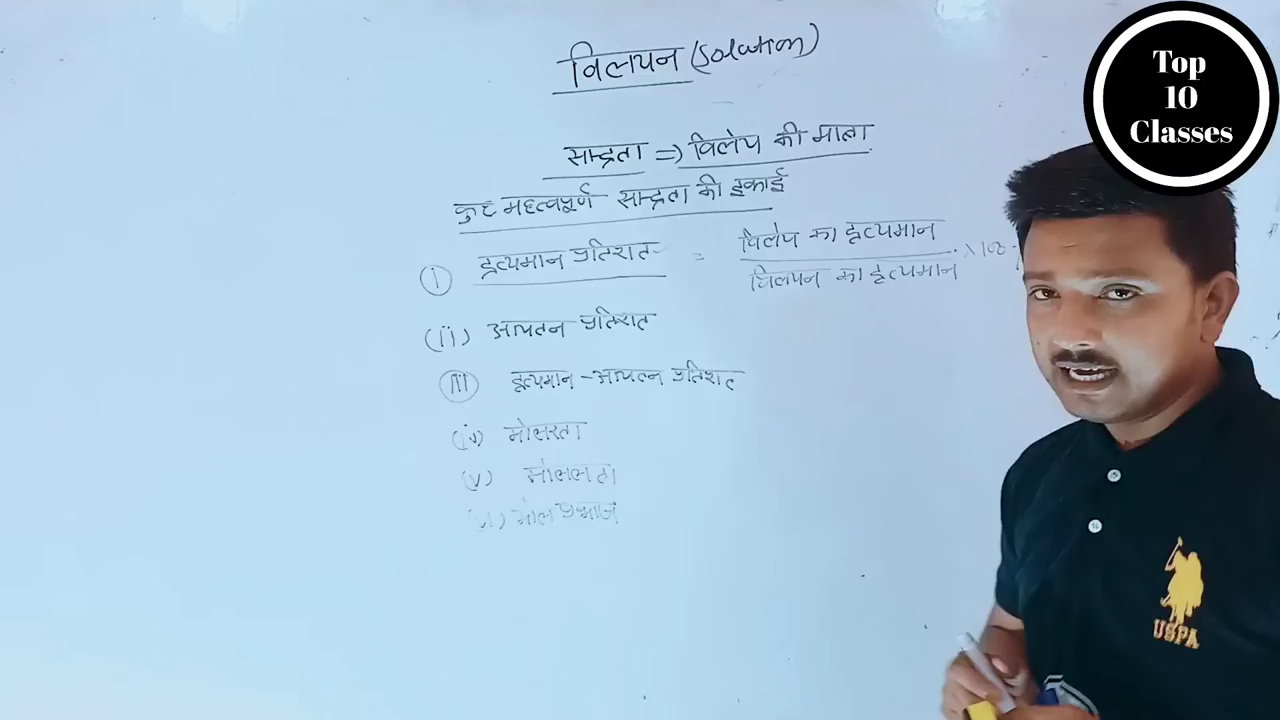 विलयन (solution)
सान्द्रता => विलेय की मात्रा
कुछ महत्वपूर्ण सान्द्रता की इकाई
(i) द्रव्यमान प्रतिशत = विलेय का द्रव्यमान / विलयन का द्रव्यमान × 100
(ii) आयतन प्रतिशत
(iii) द्रव्यमान - आयतन प्रतिशत
(iv) मोलरता
(v) मोललता
(vi) मोल प्रभाज
Top
10
Classes
USPA